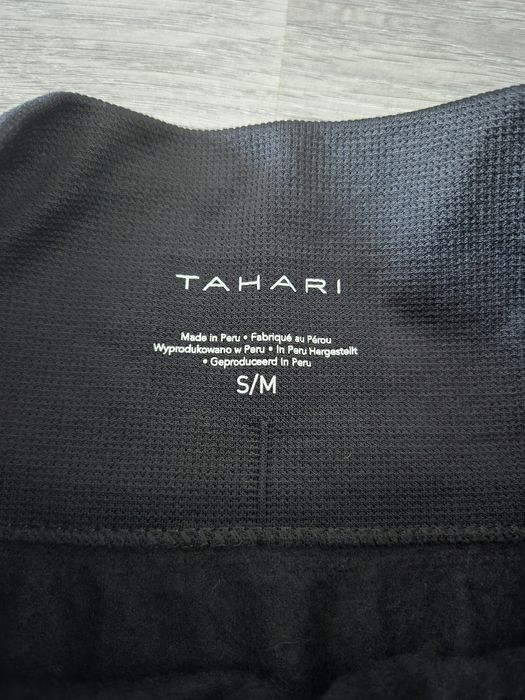 TAHARI
Made in Peru • Fabriqué au Pérou
Wyprodukowano w Peru • In Peru Hergestellt
• Geproduceerd In Peru
S/M